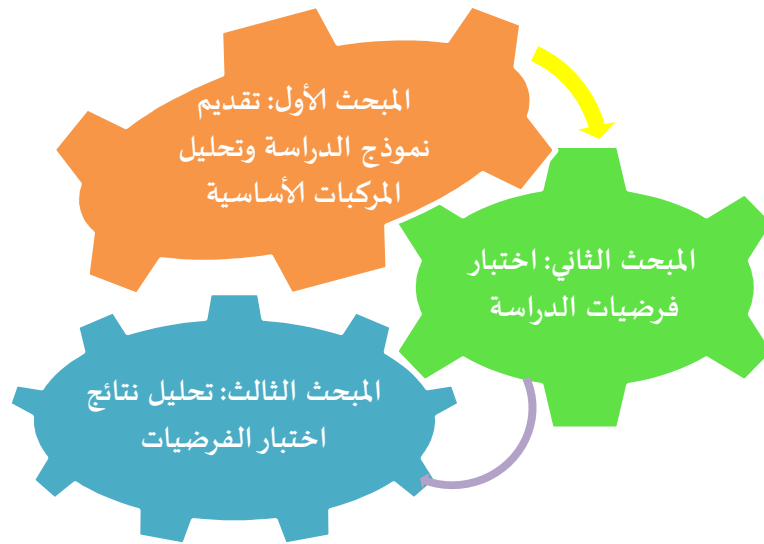 المبحث الأول: تقديم
نموذج الدراسة وتحليل
المركبات الأساسية
المبحث الثاني: اختبار
فرضيات الدراسة
المبحث الثالث: تحليل نتائج
اختبار الفرضيات